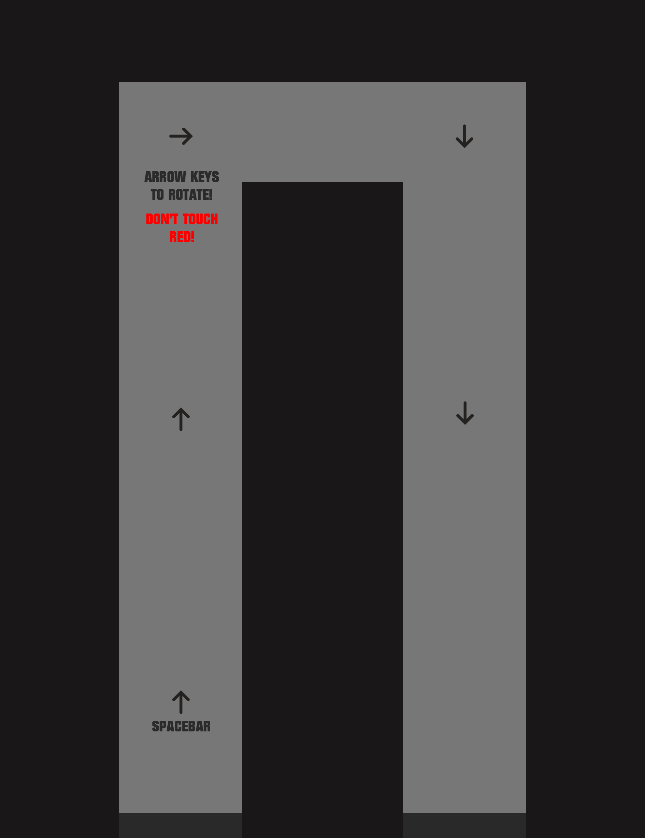 ARROW KEYS
TO ROTATE!
DON'T TOUCH
RED!
SPACEBAR